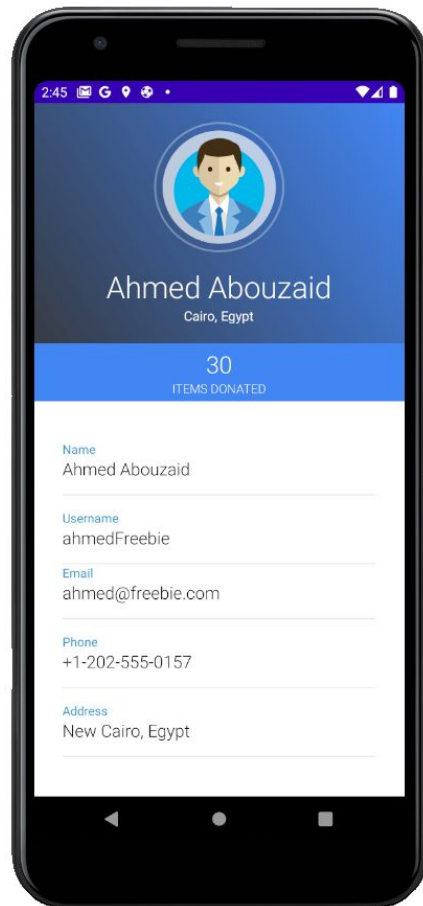 2:45 G
Ahmed Abouzaid
Cairo, Egypt
30
ITEMS DONATED
Name
Ahmed Abouzaid
Username
ahmedFreebie
Email
ahmed@freebie.com
Phone
+1-202-555-0157
Address
New Cairo, Egypt